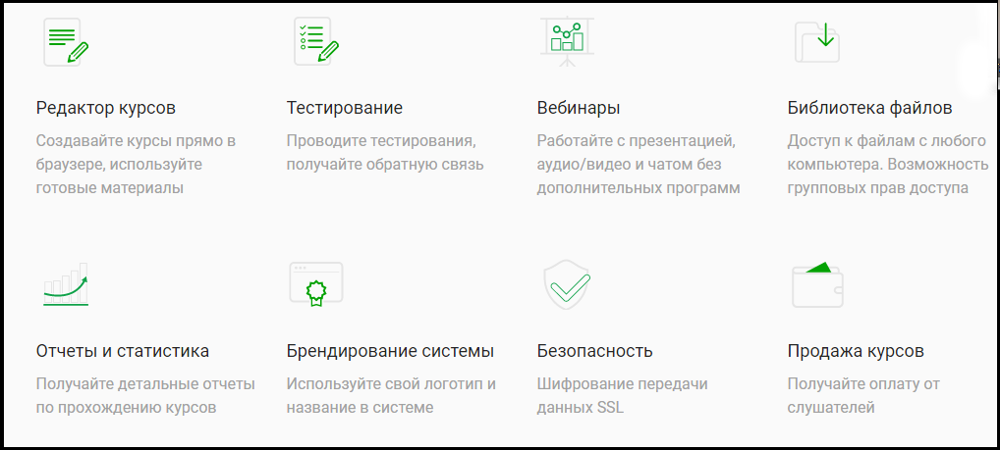 Редактор курсов
Создавайте курсы прямо в
браузере, используйте
готовые материалы
Тестирование
Проводите тестирования,
получайте обратную связь
Вебинары
Работайте с презентацией,
аудио/видео и чатом без
дополнительных программ
Библиотека файлов
Доступ к файлам с любого
компьютера. Возможность
групповых прав доступа
Отчеты и статистика
Получайте детальные отчеты
по прохождению курсов
Брендирование системы
Используйте свой логотип и
название в системе
Безопасность
Шифрование передачи
данных SSL
Продажа курсов
Получайте оплату от
слушателей